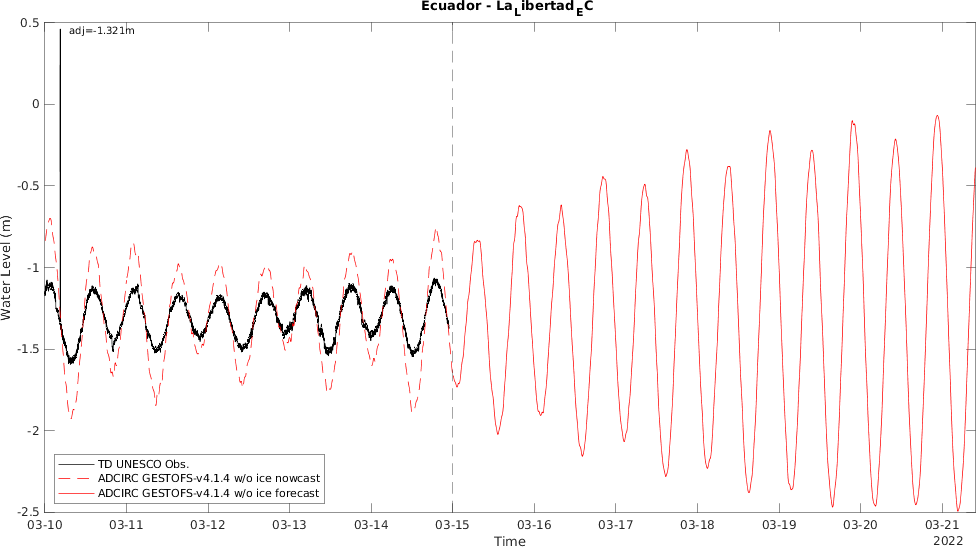 Ecuador - LaLibertadEC
adj=-1.321m
0.5
0
-0.5
-1
-1.5
-2
-2.5
Water Level (m)
TD UNESCO Obs.
ADCIRC GESTOFS-v4.1.4 w/o ice nowcast
ADCIRC GESTOFS-v4.1.4 w/o ice forecast
03-10 03-11 03-12 03-13 03-14 03-15 03-16 03-17 03-18 03-19 03-20 03-21
Time
2022